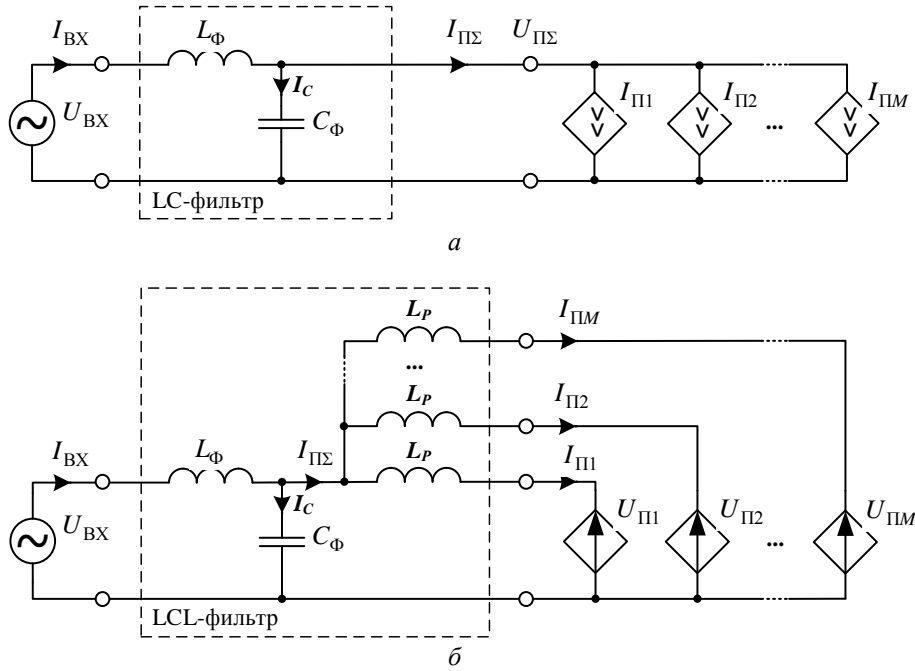 I_ВХ L_Ф I_ПΣ U_ПΣ
I_C I_П1 I_П2 I_ПM
U_ВХ C_Ф ...
LC-фильтр
а
L_P I_ПM
...
L_P I_П2
I_ВХ L_Ф I_ПΣ L_P I_П1
I_C U_П1 U_П2 U_ПM
U_ВХ C_Ф ...
LCL-фильтр
б